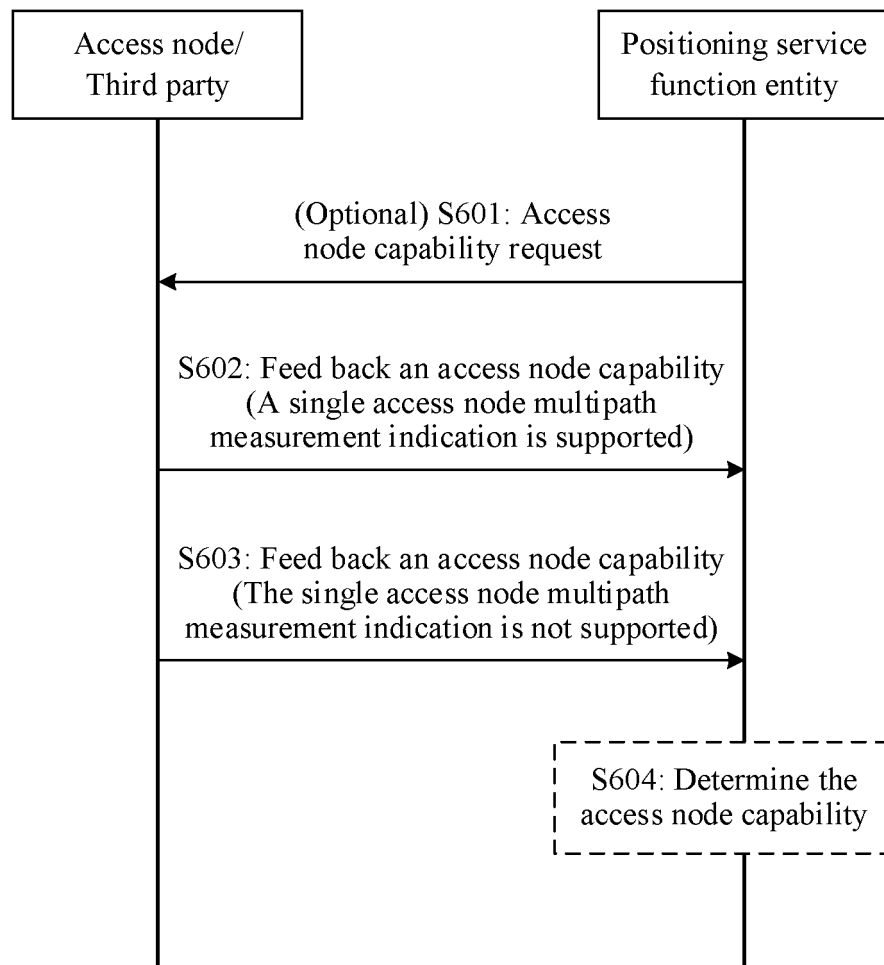 Access node/
Third party
Positioning service
function entity
(Optional) S601: Access
node capability request
S602: Feed back an access node capability
(A single access node multipath
measurement indication is supported)
S603: Feed back an access node capability
(The single access node multipath
measurement indication is not supported)
S604: Determine the
access node capability